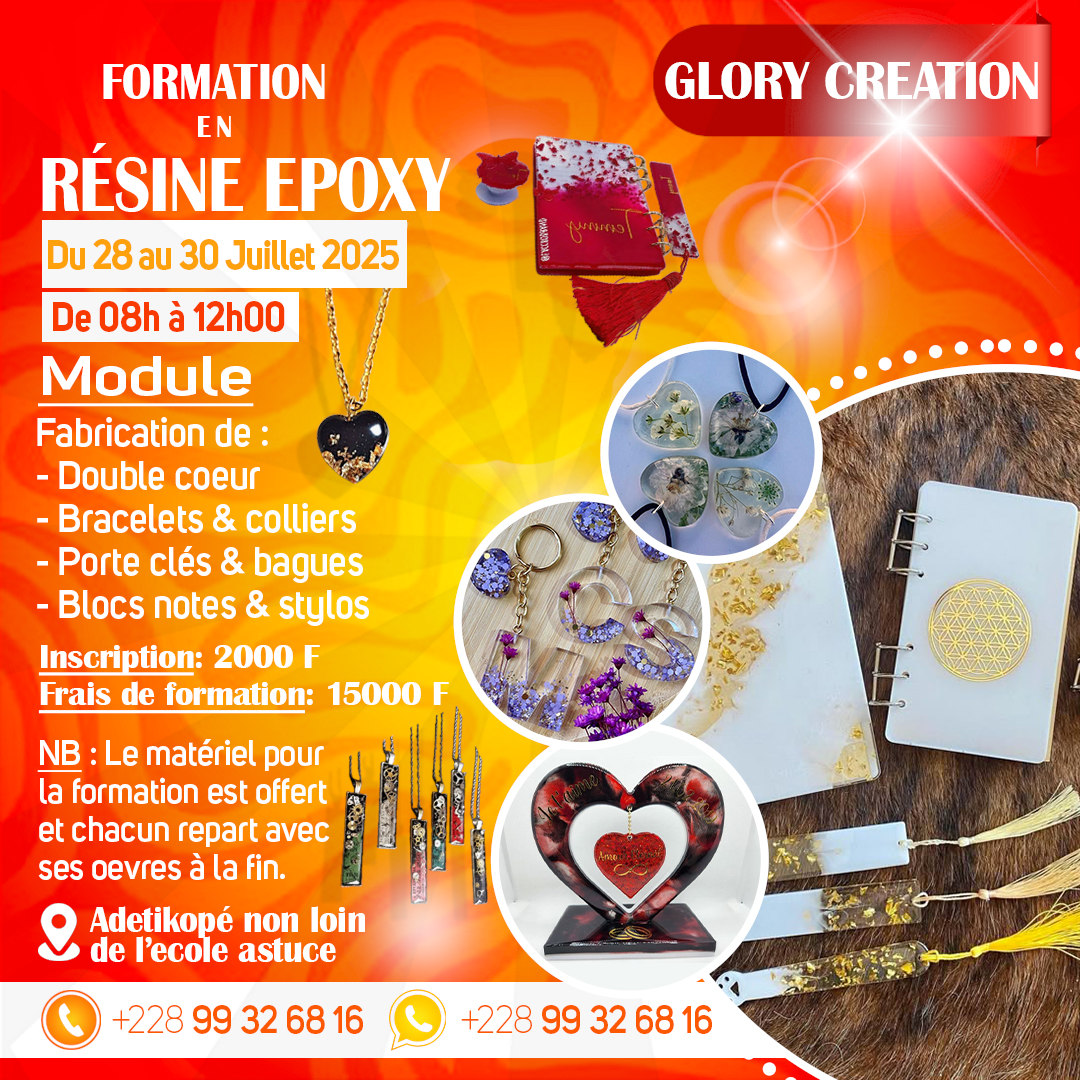 FORMATION
EN
RÉSINE EPOXY
GLORY CREATION
Du 28 au 30 Juillet 2025
De 08h à 12h00
Module
Fabrication de :
- Double coeur
- Bracelets & colliers
- Porte clés & bagues
- Blocs notes & stylos
Inscription: 2000 F
Frais de formation: 15000 F
NB : Le matériel pour
la formation est offert
et chacun repart avec
ses oevres à la fin.
Adetikopé non loin
de l'ecole astuce
+228 99 32 68 16
+228 99 32 68 16
Temmy
C
S